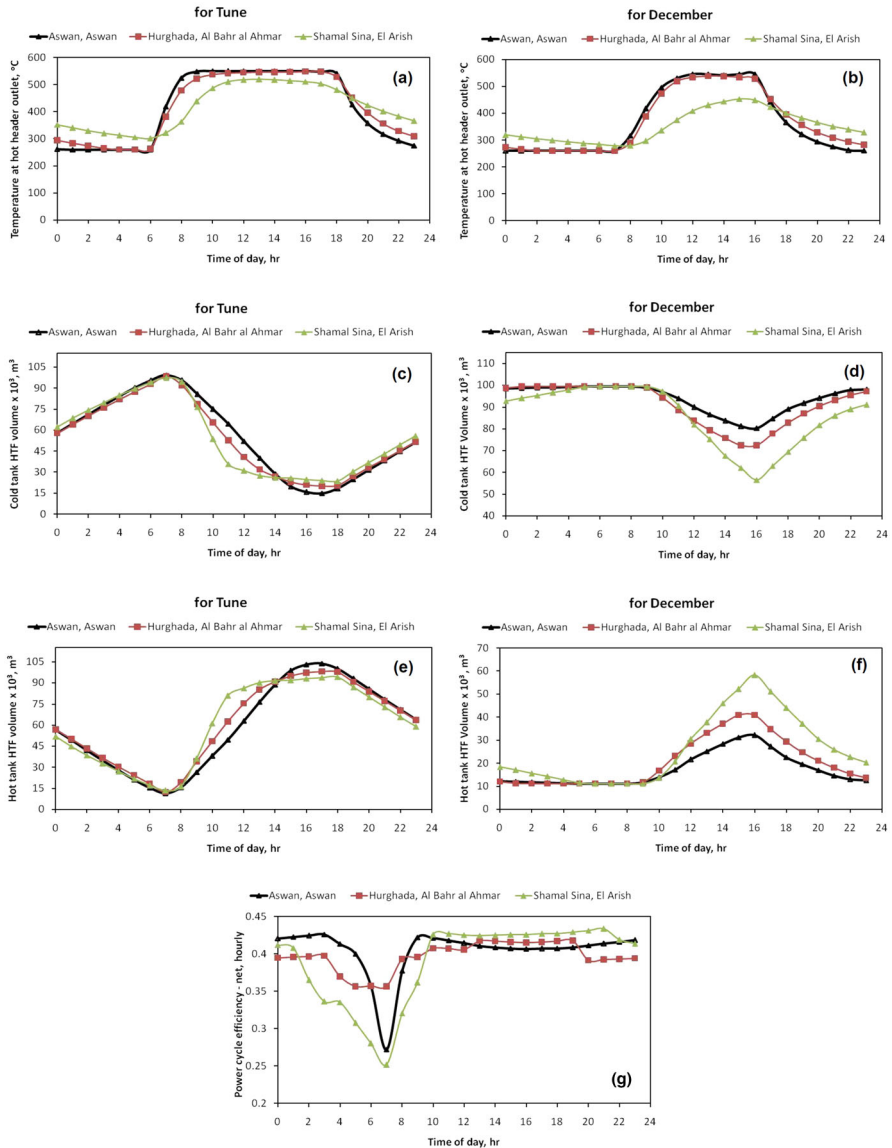 for Tune
Aswan, Aswan Hurghada, Al Bahr al Ahmar Shamal Sina, El Arish
Temperature at hot header outlet, °C
600
500
400
300
200
100
0
(a)
0 2 4 6 8 10 12 14 16 18 20 22 24
Time of day, hr
for December
Aswan, Aswan Hurghada, Al Bahr al Ahmar Shamal Sina, El Arish
Temperature at hot header outlet, °C
600
500
400
300
200
100
0
(b)
0 2 4 6 8 10 12 14 16 18 20 22 24
Time of day, hr
for Tune
Aswan, Aswan Hurghada, Al Bahr al Ahmar Shamal Sina, El Arish
Cold tank HTF volume x 10³, m³
105
90
75
60
45
30
15
0
(c)
0 2 4 6 8 10 12 14 16 18 20 22 24
Time of day, hr
for December
Aswan, Aswan Hurghada, Al Bahr al Ahmar Shamal Sina, El Arish
Cold tank HTF volume x 10³, m³
110
100
90
80
70
60
50
40
(d)
0 2 4 6 8 10 12 14 16 18 20 22 24
Time of day, hr
for Tune
Aswan, Aswan Hurghada, Al Bahr al Ahmar Shamal Sina, El Arish
Hot tank HTF volume x 10³, m³
105
90
75
60
45
30
15
0
(e)
0 2 4 6 8 10 12 14 16 18 20 22 24
Time of day, hr
for December
Aswan, Aswan Hurghada, Al Bahr al Ahmar Shamal Sina, El Arish
Hot tank HTF Volume x 10³, m³
70
60
50
40
30
20
10
0
(f)
0 2 4 6 8 10 12 14 16 18 20 22 24
Time of day, hr
Aswan, Aswan Hurghada, Al Bahr al Ahmar Shamal Sina, El Arish
Power cycle efficiency - net, hourly
0.45
0.4
0.35
0.3
0.25
0.2
(g)
0 2 4 6 8 10 12 14 16 18 20 22 24
Time of day, hr